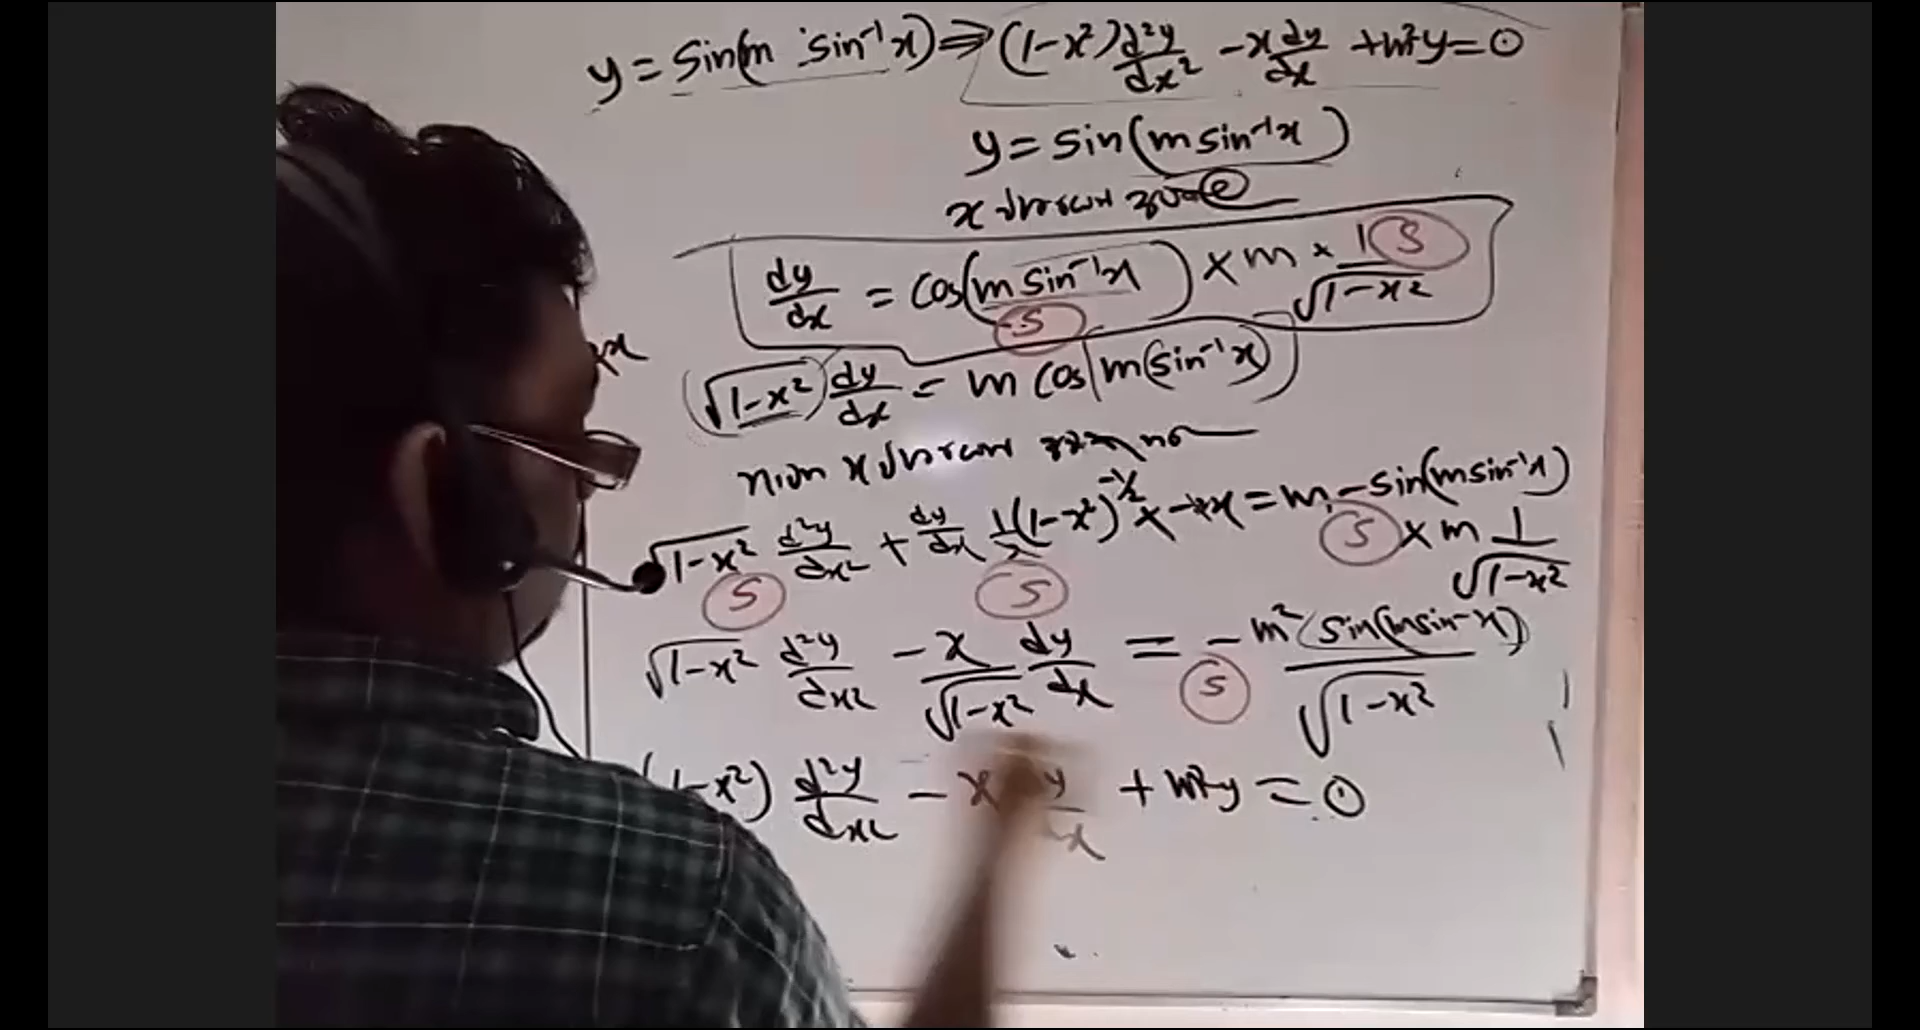 y = sin(m sin⁻¹x) ⇒ (1-x²) d²y/dx² - x dy/dx + m²y = 0
y = sin(m sin⁻¹x)
x
dy/dx = cos(m sin⁻¹x) × m × 1/√1-x² S
S
√1-x² dy/dx = m cos(m(sin⁻¹x))
x
√1-x² d²y/dx² + dy/dx 1/2 (1-x²)^-1/2 × -2x = m, -sin(m sin⁻¹x)
S S S × m 1/√1-x²
√1-x² d²y/dx² - x/√1-x² dy/dx = - m²(sin(m sin⁻¹x))/√1-x²
S
-x²) d²y/dx² - x y/x + m²y = 0